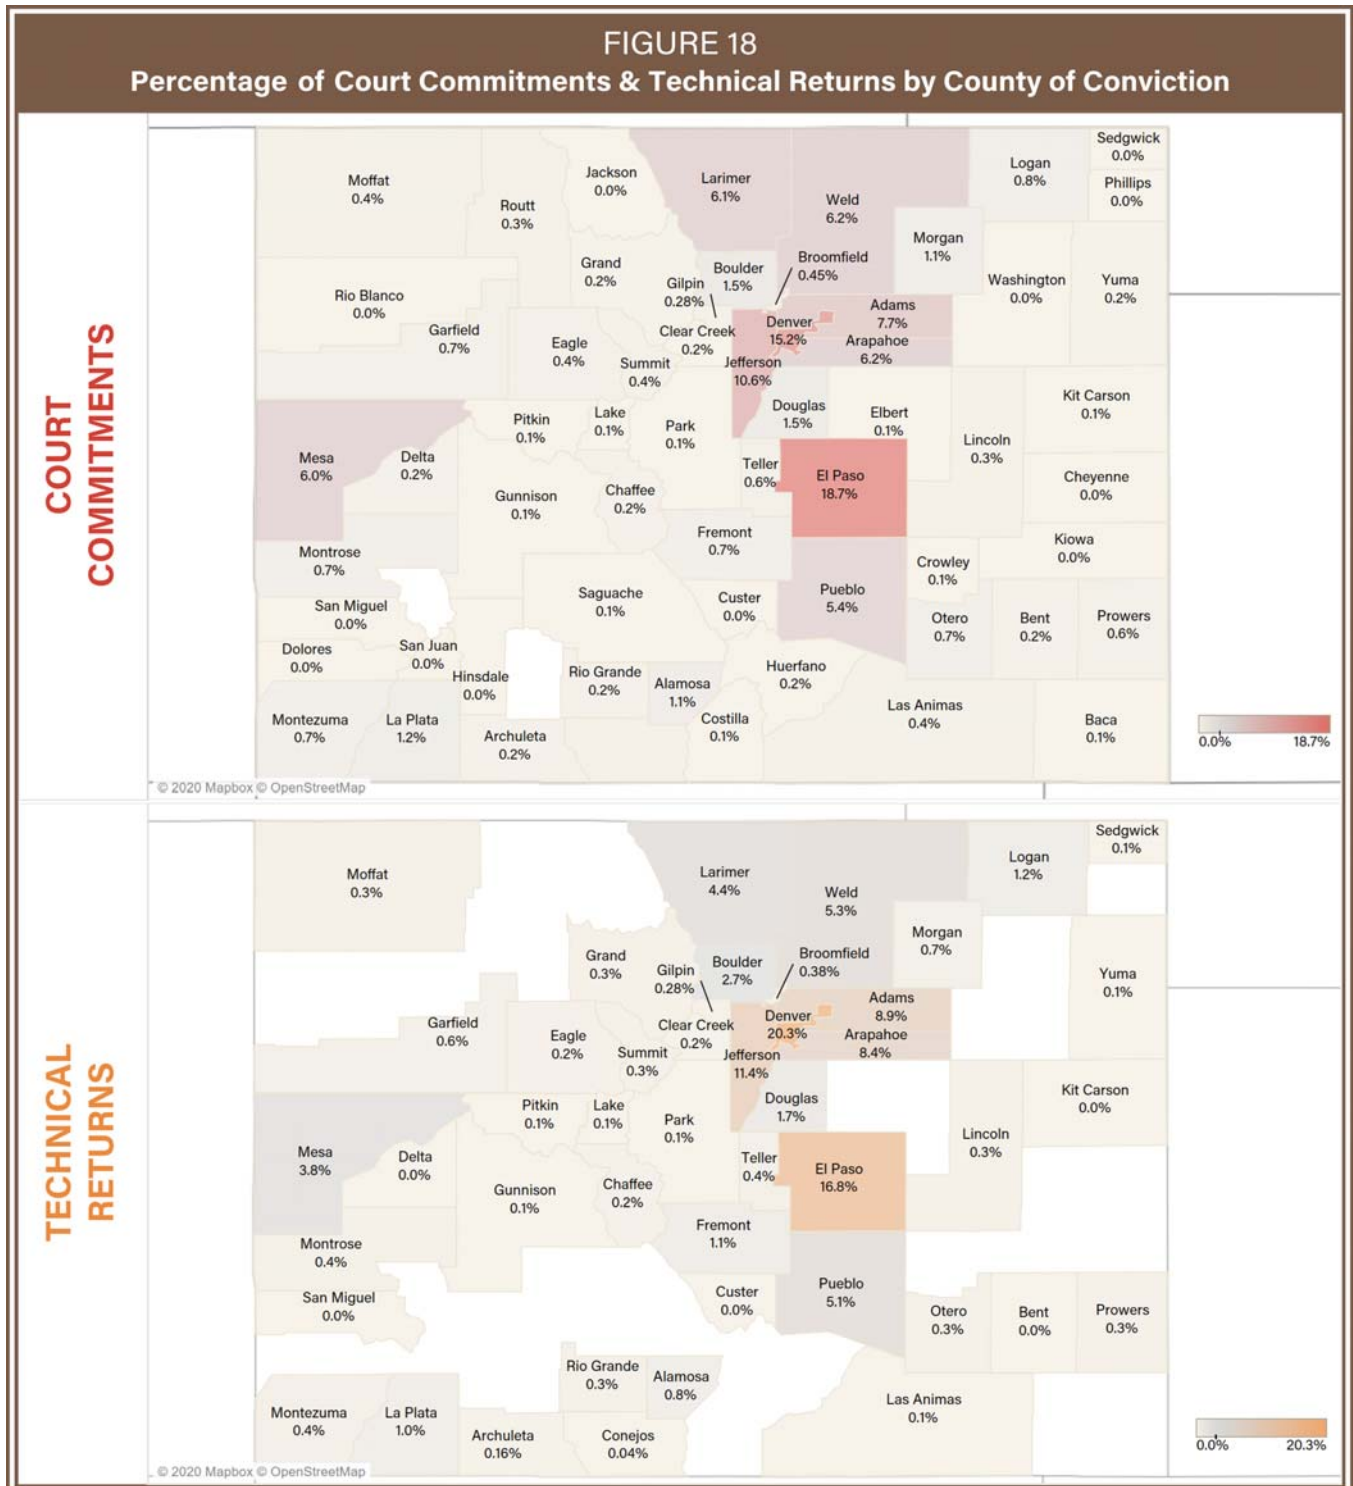 FIGURE 18
Percentage of Court Commitments & Technical Returns by County of Conviction
COURT
COMMITMENTS
Moffat
0.4%
Routt
0.3%
Jackson
0.0%
Larimer
6.1%
Weld
6.2%
Logan
0.8%
Sedgwick
0.0%
Phillips
0.0%
Morgan
1.1%
Washington
0.0%
Yuma
0.2%
Rio Blanco
0.0%
Grand
0.2%
Gilpin
0.28%
Boulder
1.5%
Broomfield
0.45%
Garfield
0.7%
Eagle
0.4%
Summit
0.4%
Clear Creek
0.2%
Denver
15.2%
Adams
7.7%
Arapahoe
6.2%
Jefferson
10.6%
Douglas
1.5%
Elbert
0.1%
Kit Carson
0.1%
Lincoln
0.3%
Mesa
6.0%
Delta
0.2%
Pitkin
0.1%
Lake
0.1%
Park
0.1%
Gunnison
0.1%
Chaffee
0.2%
Teller
0.6%
El Paso
18.7%
Cheyenne
0.0%
Kiowa
0.0%
Fremont
0.7%
Montrose
0.7%
San Miguel
0.0%
Saguache
0.1%
Custer
0.0%
Pueblo
5.4%
Crowley
0.1%
Otero
0.7%
Bent
0.2%
Prowers
0.6%
Dolores
0.0%
San Juan
0.0%
Hinsdale
0.0%
Rio Grande
0.2%
Alamosa
1.1%
Huerfano
0.2%
Montezuma
0.7%
La Plata
1.2%
Archuleta
0.2%
Costilla
0.1%
Las Animas
0.4%
Baca
0.1%
0.0%
18.7%
© 2020 Mapbox © OpenStreetMap
TECHNICAL
RETURNS
Moffat
0.3%
Larimer
4.4%
Weld
5.3%
Logan
1.2%
Sedgwick
0.1%
Morgan
0.7%
Yuma
0.1%
Grand
0.3%
Gilpin
0.28%
Boulder
2.7%
Broomfield
0.38%
Garfield
0.6%
Eagle
0.2%
Summit
0.3%
Clear Creek
0.2%
Denver
20.3%
Adams
8.9%
Arapahoe
8.4%
Jefferson
11.4%
Douglas
1.7%
Kit Carson
0.0%
Lincoln
0.3%
Mesa
3.8%
Delta
0.0%
Pitkin
0.1%
Lake
0.1%
Park
0.1%
Gunnison
0.1%
Chaffee
0.2%
Teller
0.4%
El Paso
16.8%
Fremont
1.1%
Montrose
0.4%
San Miguel
0.0%
Custer
0.0%
Pueblo
5.1%
Otero
0.3%
Bent
0.0%
Prowers
0.3%
Rio Grande
0.3%
Alamosa
0.8%
Montezuma
0.4%
La Plata
1.0%
Archuleta
0.16%
Conejos
0.04%
Las Animas
0.1%
0.0%
20.3%
© 2020 Mapbox © OpenStreetMap